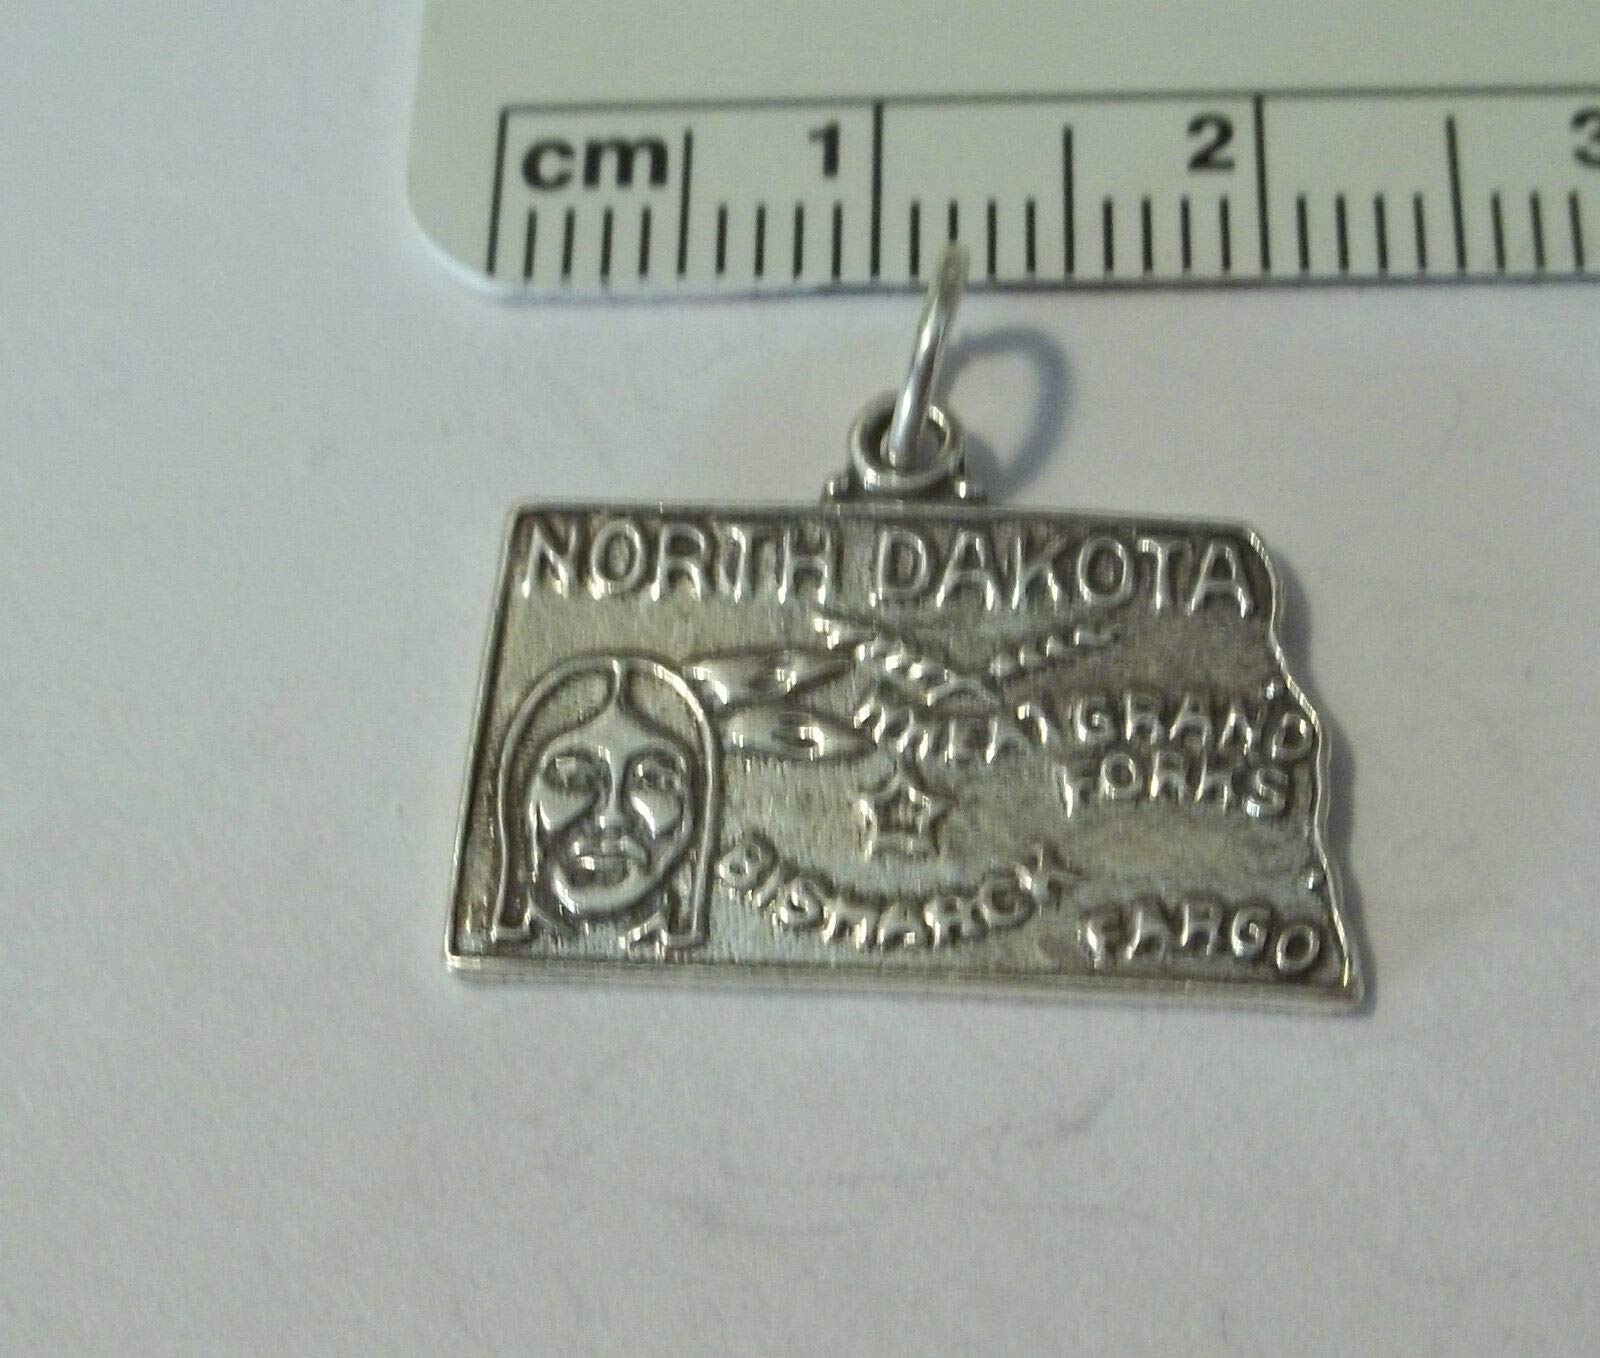 cm 1 2 3
NORTH DAKOTA
WHEAT
GRAND
FORKS
BISMARCK
FARGO